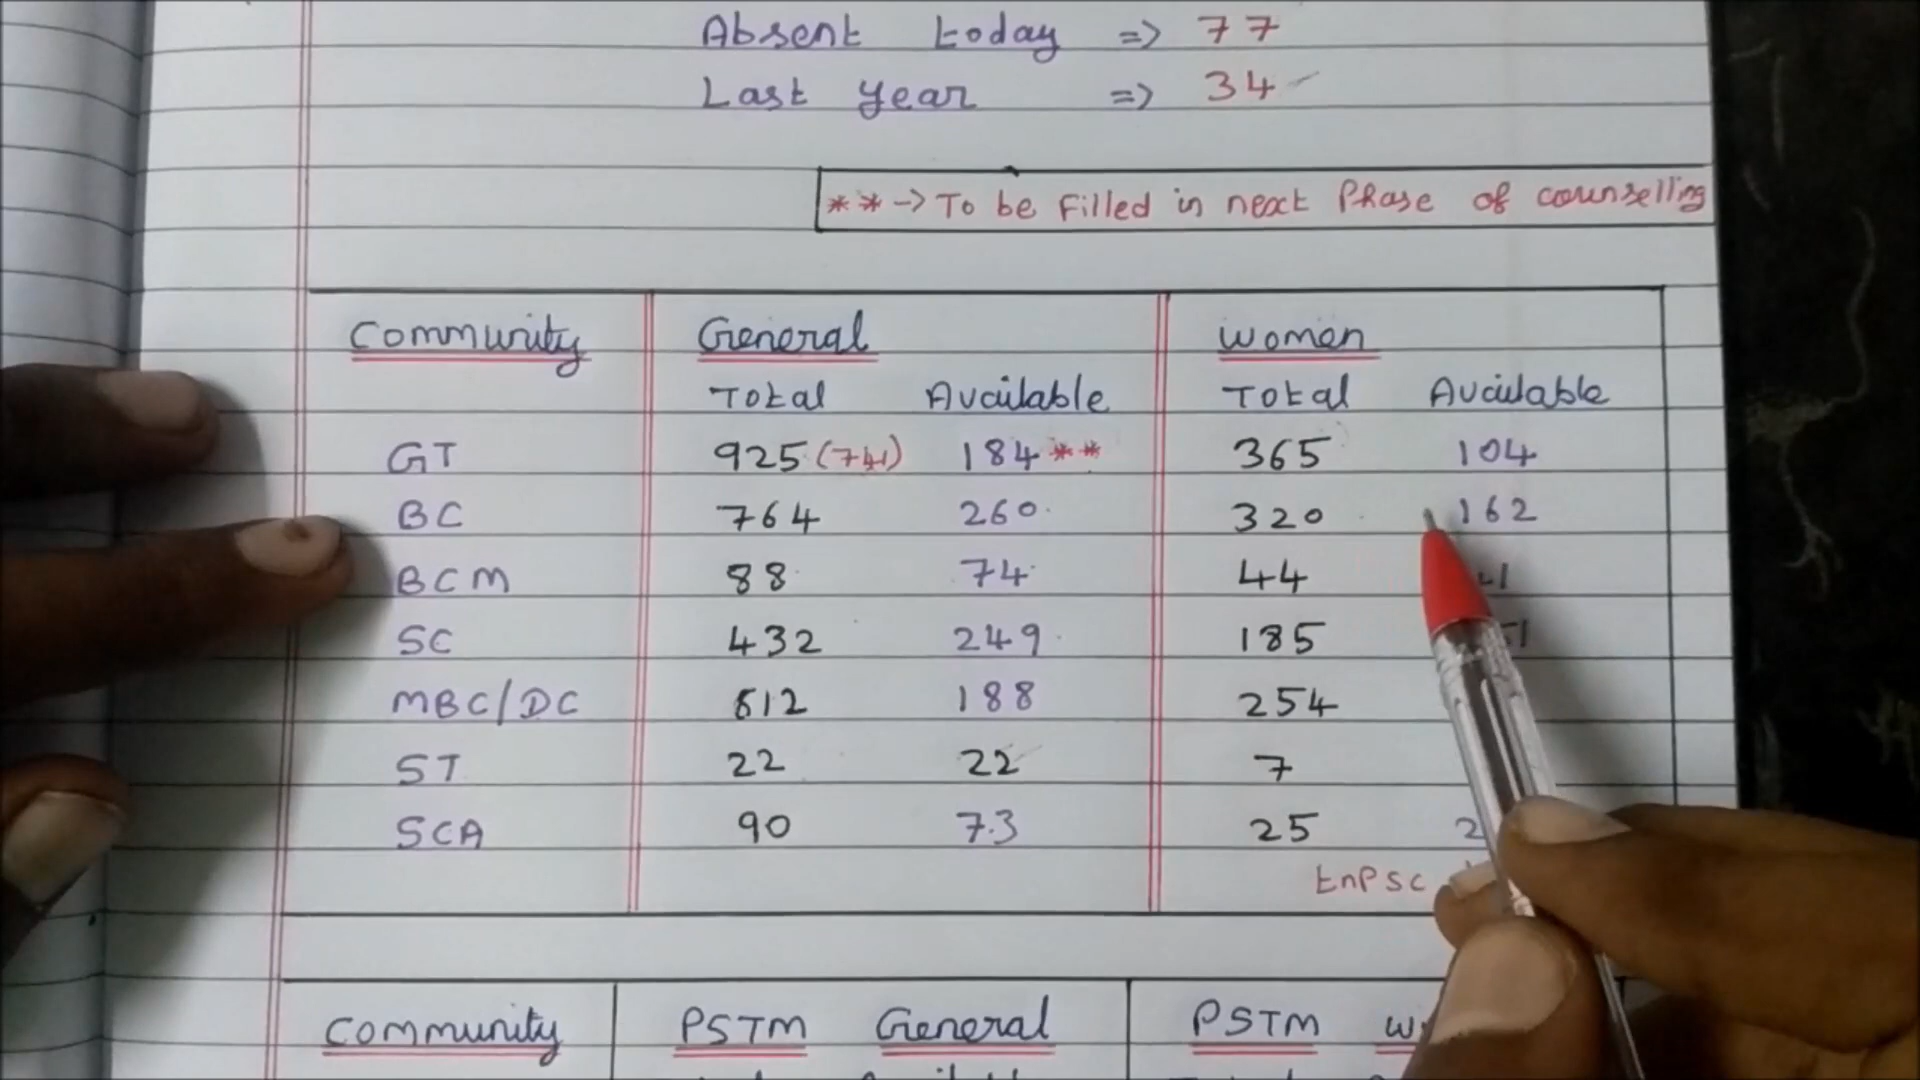 Absent today => 77
Last year => 34
** -> To be Filled in next Phase of counselling
Community General Women
Total Available Total Available
GT 925 (741) 184 ** 365 104
BC 764 260 320 162
BCM 88 74 44
SC 432 249 185
MBC/DC 612 188 254
ST 22 22 7
SCA 90 73 25
tnpsc
Community PSTM General PSTM